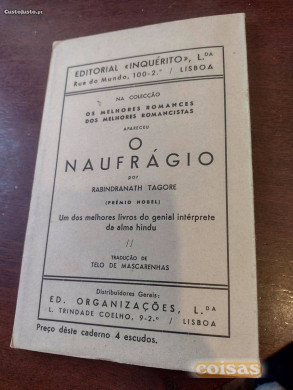 CustoJusto.pt
EDITORIAL «INQUÉRITO», L.DA
Rua do Mundo, 100-2.º / LISBOA
NA COLECÇÃO
OS MELHORES ROMANCES
DOS MELHORES ROMANCISTAS
APARECEU
O
NAUFRÁGIO
por
RABINDRANATH TAGORE
(PRÉMIO NOBEL)
Um dos melhores livros do genial intérprete
da alma hindu
//
TRADUÇÃO DE
TELO DE MASCARENHAS
Distribuidores Gerais:
ED. ORGANIZAÇÕES, L.DA
L. TRINDADE COELHO, 9-2.º / LISBOA
Preço dêste caderno 4 escudos.
coisas